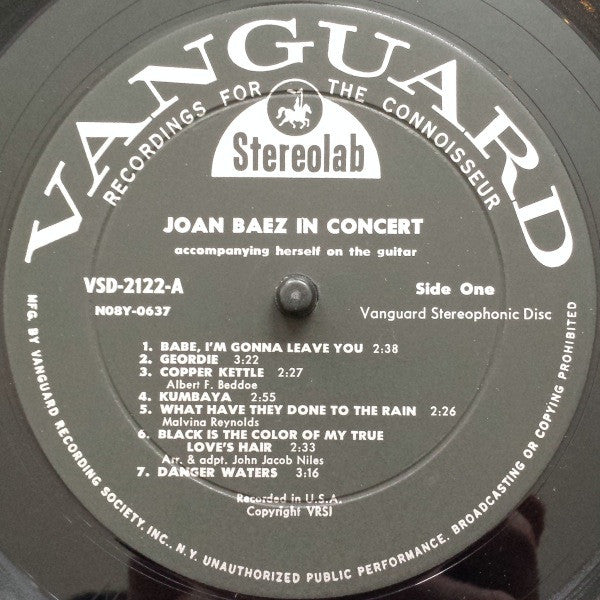 VANGUARD
RECORDINGS FOR THE CONNOISSEUR
Stereolab
JOAN BAEZ IN CONCERT
accompanying herself on the guitar
VSD-2122-A
Side One
N08Y-0637
Vanguard Stereophonic Disc
1. BABE, I'M GONNA LEAVE YOU 2:38
2. GEORDIE 3:22
3. COPPER KETTLE 2:27
Albert F. Beddoe
4. KUMBAYA 2:55
5. WHAT HAVE THEY DONE TO THE RAIN 2:26
Malvina Reynolds
6. BLACK IS THE COLOR OF MY TRUE
LOVE'S HAIR 2:33
Arr. & adpt. John Jacob Niles
7. DANGER WATERS 3:16
Recorded in U.S.A.
Copyright VRSI
MFG. BY VANGUARD RECORDING SOCIETY, INC., N.Y. UNAUTHORIZED PUBLIC PERFORMANCE, BROADCASTING OR COPYING PROHIBITED